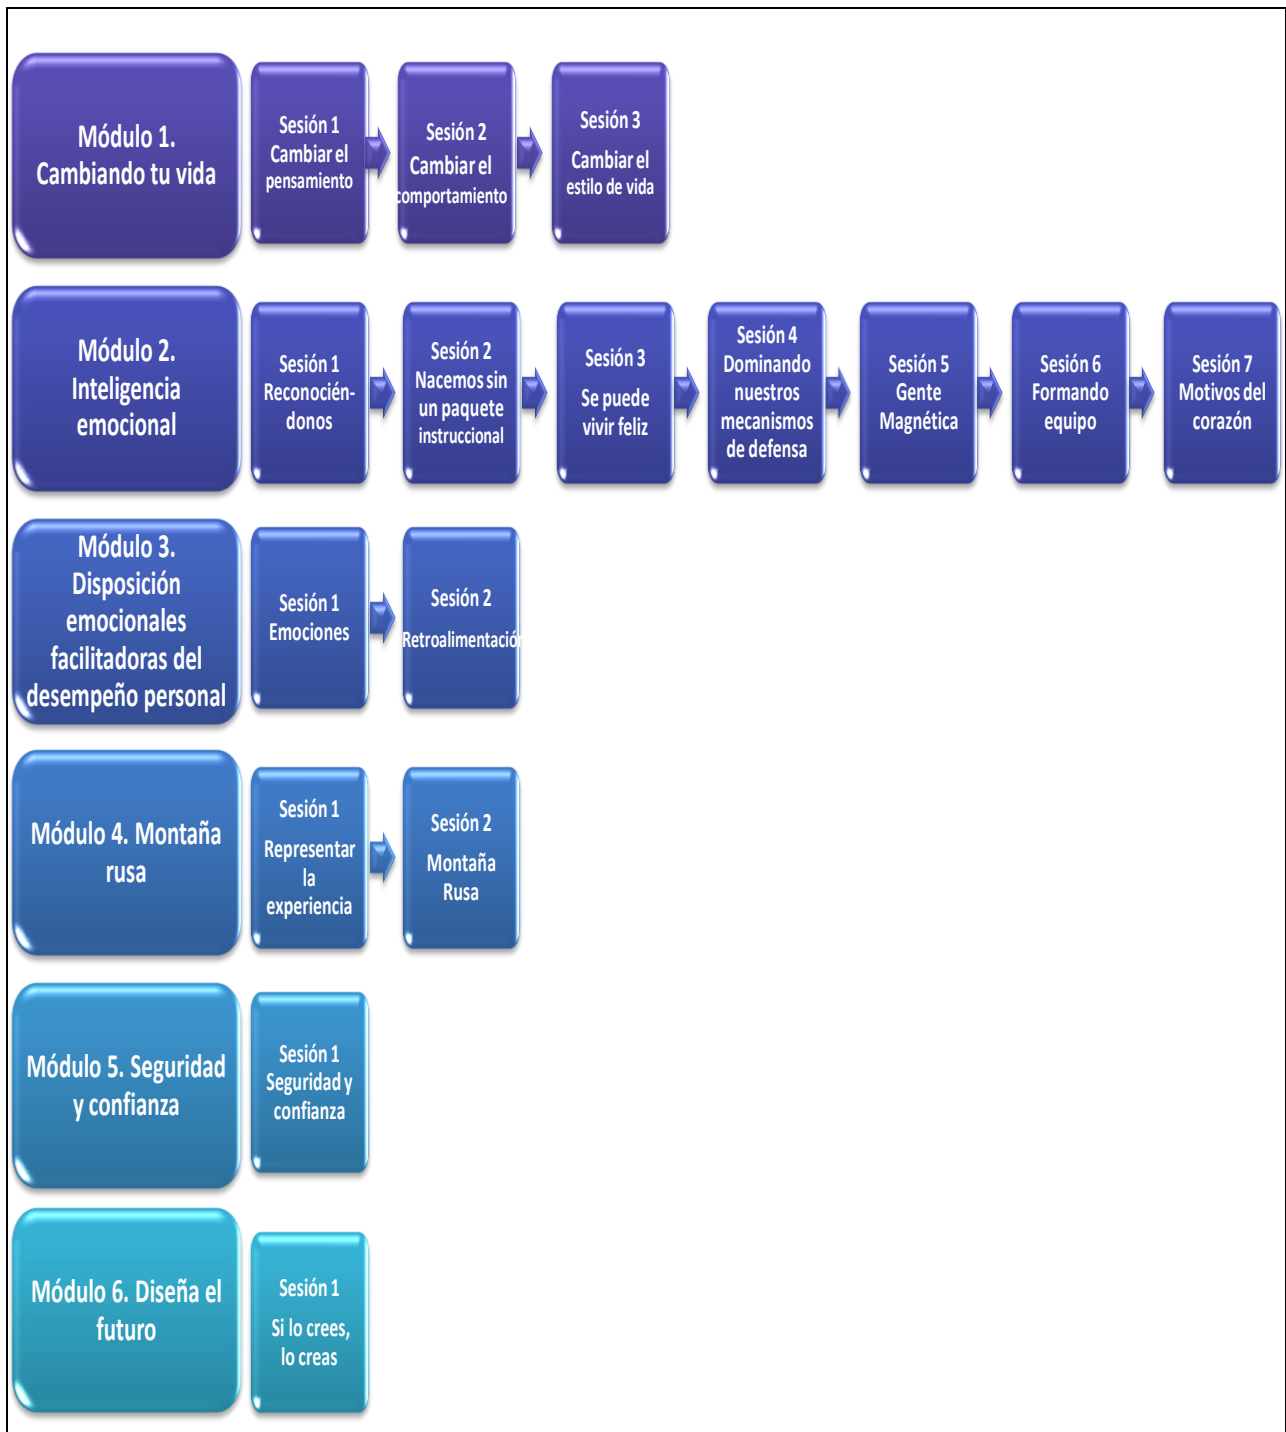 Módulo 1.
Cambiando tu vida
Sesión 1
Cambiar el
pensamiento
Sesión 2
Cambiar el
comportamiento
Sesión 3
Cambiar el
estilo de vida
Módulo 2.
Inteligencia
emocional
Sesión 1
Reconocién-
donos
Sesión 2
Nacemos sin
un paquete
instruccional
Sesión 3
Se puede
vivir feliz
Sesión 4
Dominando
nuestros
mecanismos
de defensa
Sesión 5
Gente
Magnética
Sesión 6
Formando
equipo
Sesión 7
Motivos del
corazón
Módulo 3.
Disposición
emocionales
facilitadoras del
desempeño personal
Sesión 1
Emociones
Sesión 2
Retroalimentación
Módulo 4. Montaña
rusa
Sesión 1
Representar
la
experiencia
Sesión 2
Montaña
Rusa
Módulo 5. Seguridad
y confianza
Sesión 1
Seguridad y
confianza
Módulo 6. Diseña el
futuro
Sesión 1
Si lo crees,
lo creas